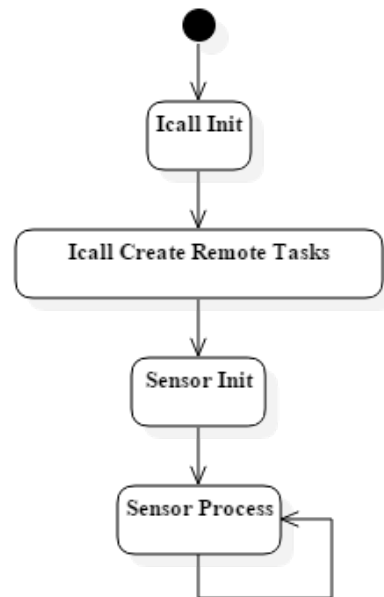 Icall Init
Icall Create Remote Tasks
Sensor Init
Sensor Process